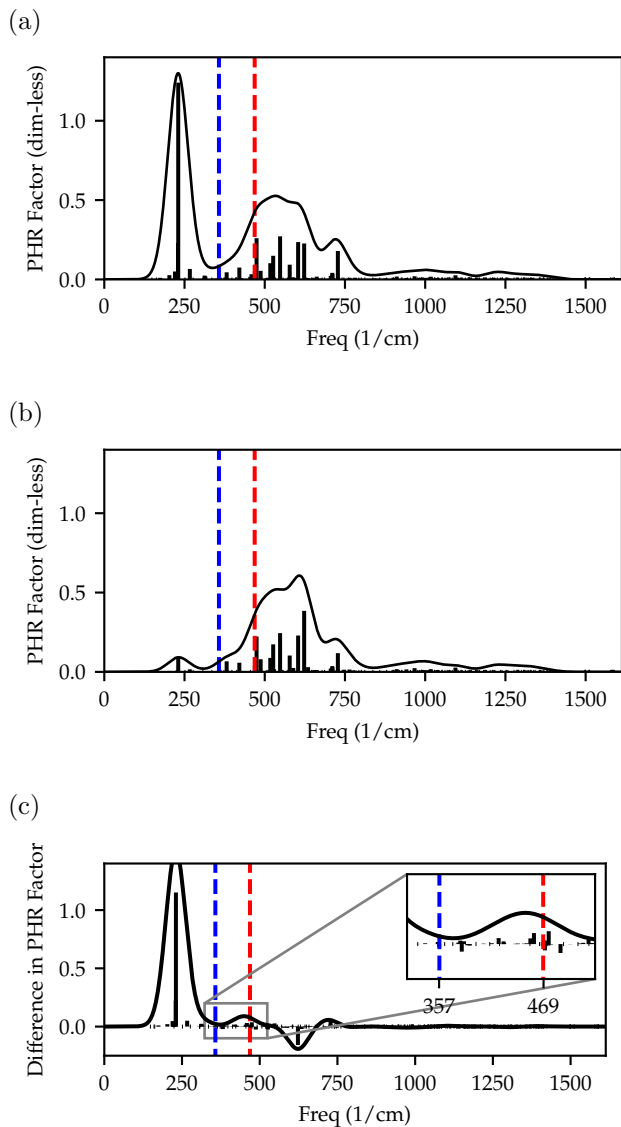 (a)
PHR Factor (dim-less)
1.0
0.5
0.0
0 250 500 750 1000 1250 1500
Freq (1/cm)
(b)
PHR Factor (dim-less)
1.0
0.5
0.0
0 250 500 750 1000 1250 1500
Freq (1/cm)
(c)
Difference in PHR Factor
1.0
0.5
0.0
357 469
0 250 500 750 1000 1250 1500
Freq (1/cm)